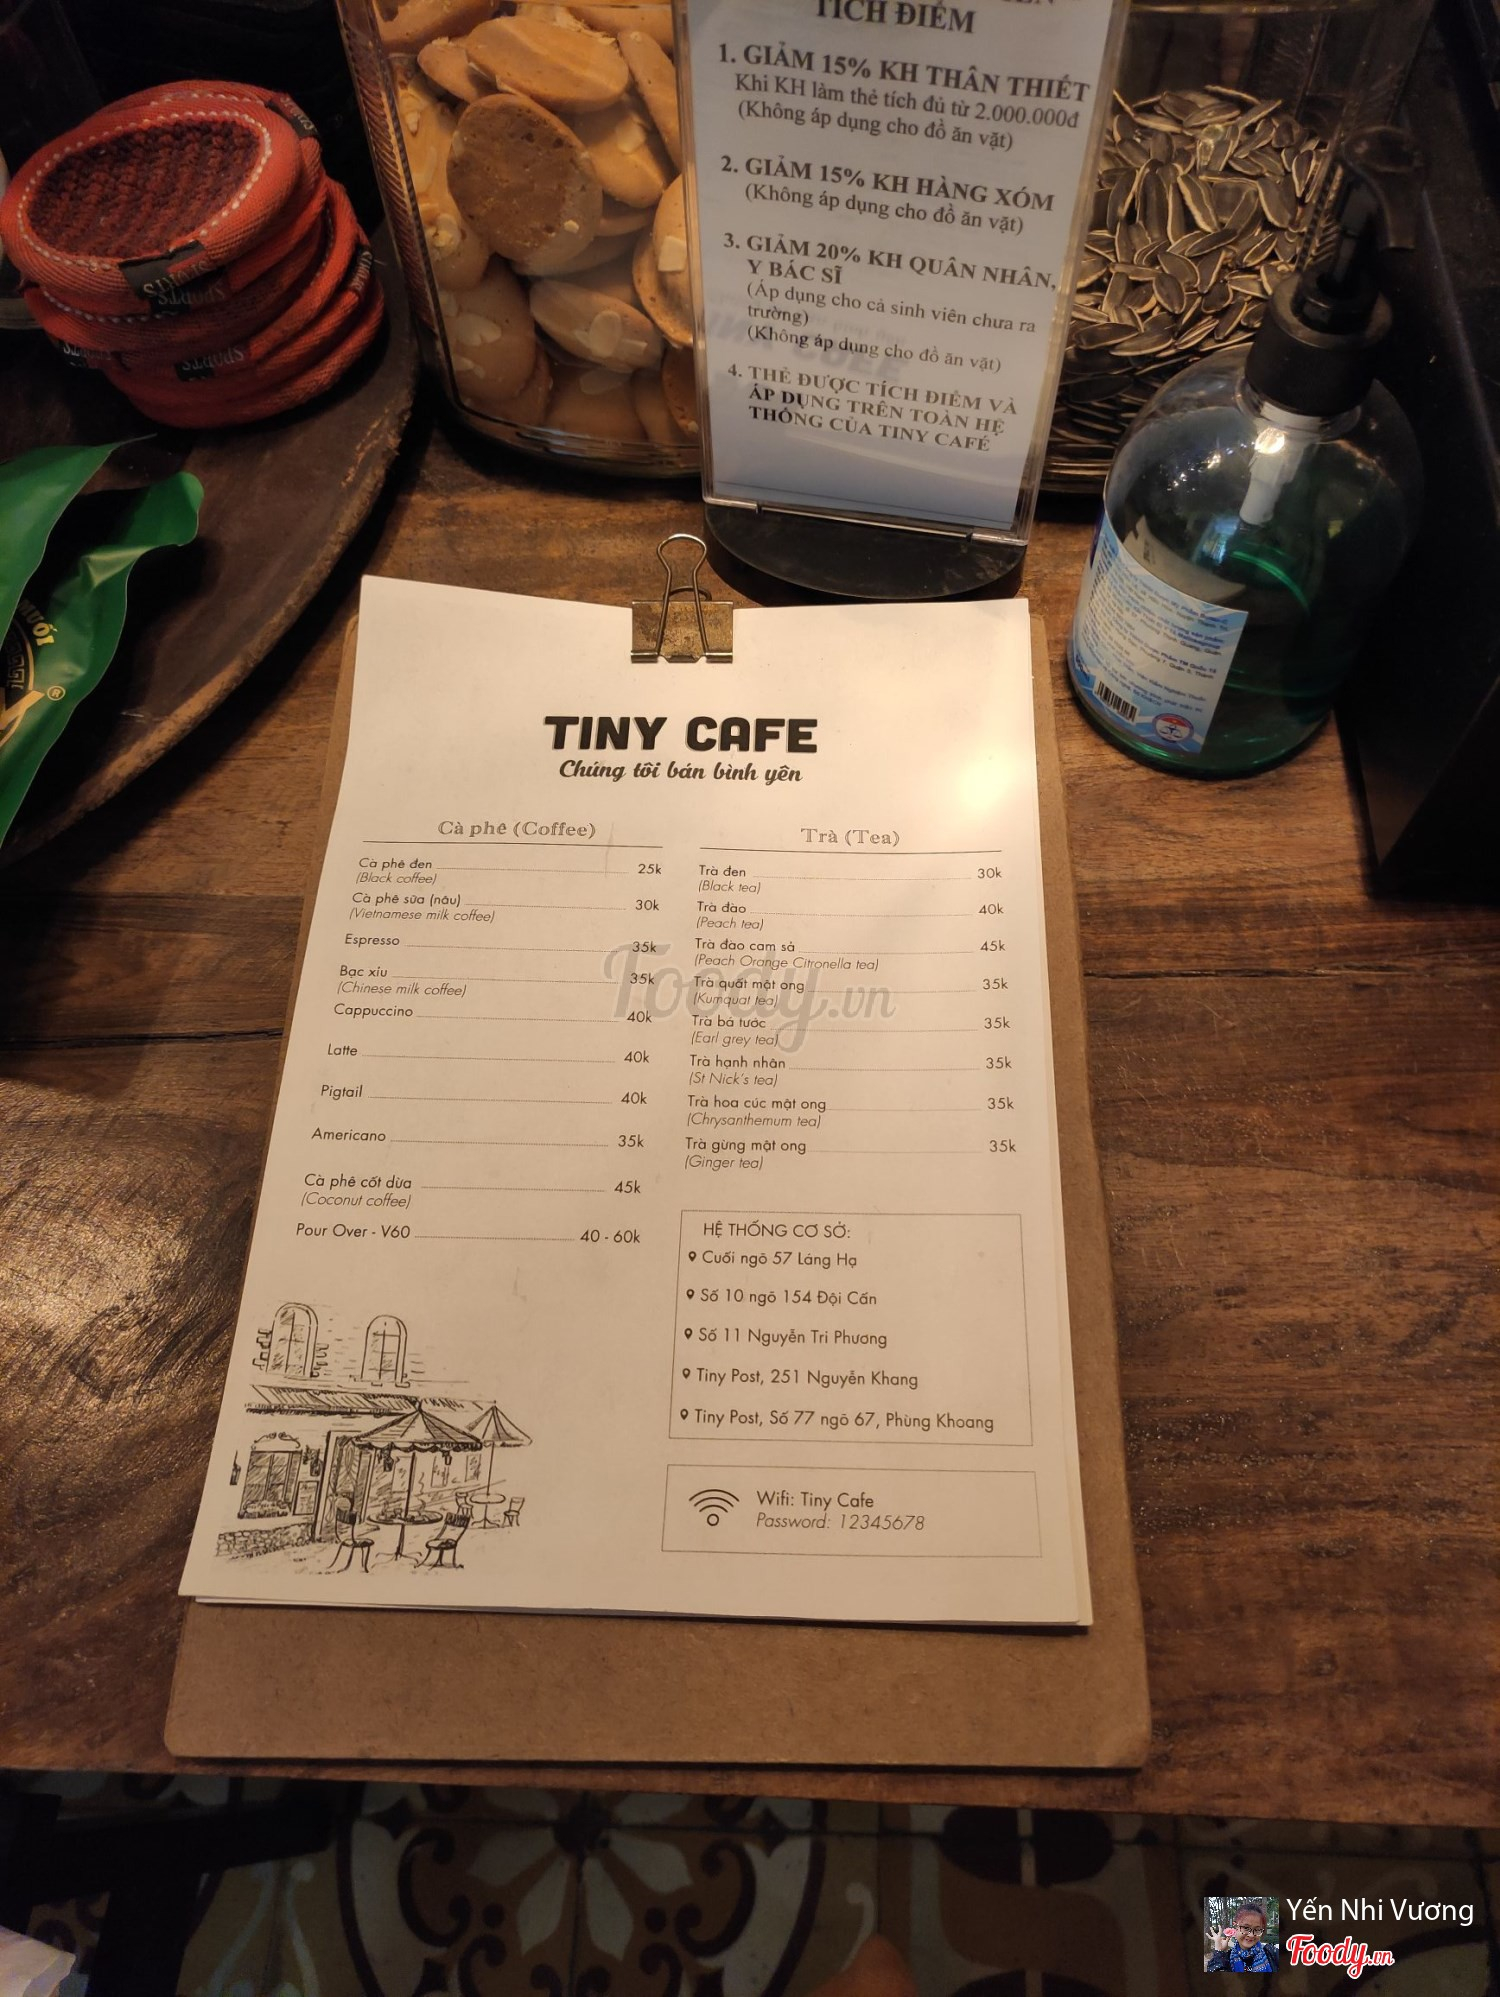 TÍCH ĐIỂM
1. GIẢM 15% KH THÂN THIẾT
Khi KH làm thẻ tích đủ từ 2.000.000đ
(Không áp dụng cho đồ ăn vặt)
2. GIẢM 15% KH HÀNG XÓM
(Không áp dụng cho đồ ăn vặt)
3. GIẢM 20% KH QUÂN NHÂN,
Y BÁC SĨ
(Áp dụng cho cả sinh viên chưa ra
trường)
(Không áp dụng cho đồ ăn vặt)
4. THẺ ĐƯỢC TÍCH ĐIỂM VÀ
ÁP DỤNG TRÊN TOÀN HỆ
THỐNG CỦA TINY CAFÉ
SPORTS
TINY CAFE
Chúng tôi bán bình yên
Cà phê (Coffee)
Cà phê đen 25k
(Black coffee)
Cà phê sữa (nâu) 30k
(Vietnamese milk coffee)
Espresso 35k
Bạc xỉu 35k
(Chinese milk coffee)
Cappuccino 40k
Latte 40k
Pigtail 40k
Americano 35k
Cà phê cốt dừa 45k
(Coconut coffee)
Pour Over - V60 40 - 60k
Trà (Tea)
Trà đen 30k
(Black tea)
Trà đào 40k
(Peach tea)
Trà đào cam sả 45k
(Peach Orange Citronella tea)
Trà quất mật ong 35k
(Kumquat tea)
Trà bá tước 35k
(Earl grey tea)
Trà hạnh nhân 35k
(St Nick's tea)
Trà hoa cúc mật ong 35k
(Chrysanthemum tea)
Trà gừng mật ong 35k
(Ginger tea)
HỆ THỐNG CƠ SỞ:
Cuối ngõ 57 Láng Hạ
Số 10 ngõ 154 Đội Cấn
Số 11 Nguyễn Tri Phương
Tiny Post, 251 Nguyễn Khang
Tiny Post, Số 77 ngõ 67, Phùng Khoang
Wifi: Tiny Cafe
Password: 12345678
Foody.vn
Yến Nhi Vương
Foody.vn